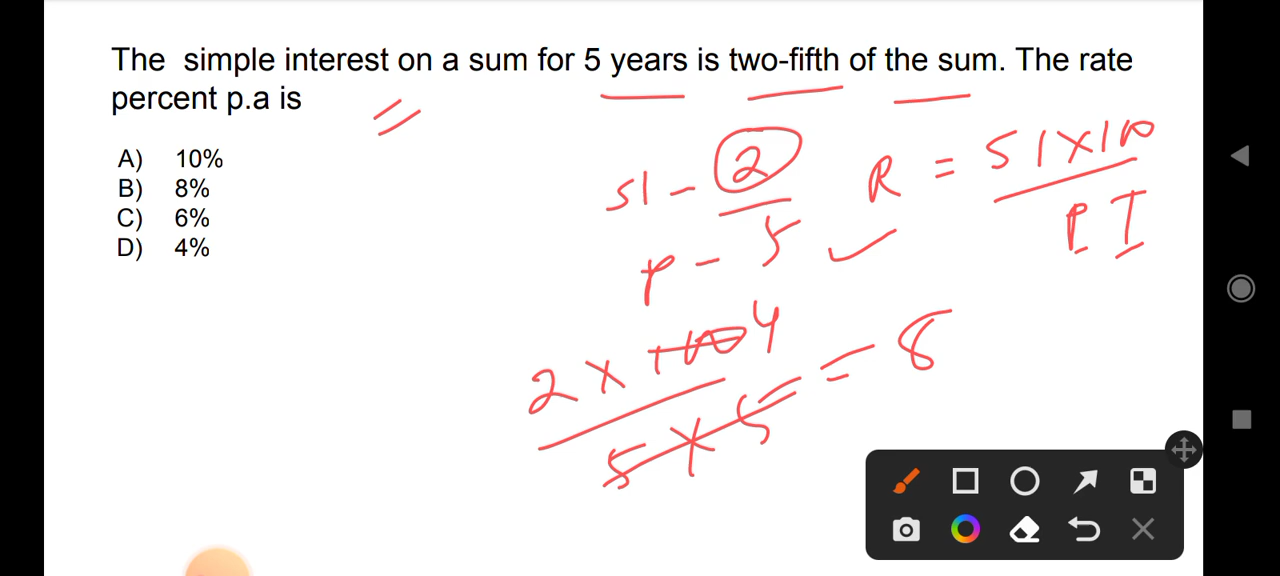 The simple interest on a sum for 5 years is two-fifth of the sum. The rate
percent p.a is
A) 10%
B) 8%
C) 6%
D) 4%
SI - 2
P - 5
R = SI x 100
P T
2 x 100 4
5 x 5
= 8